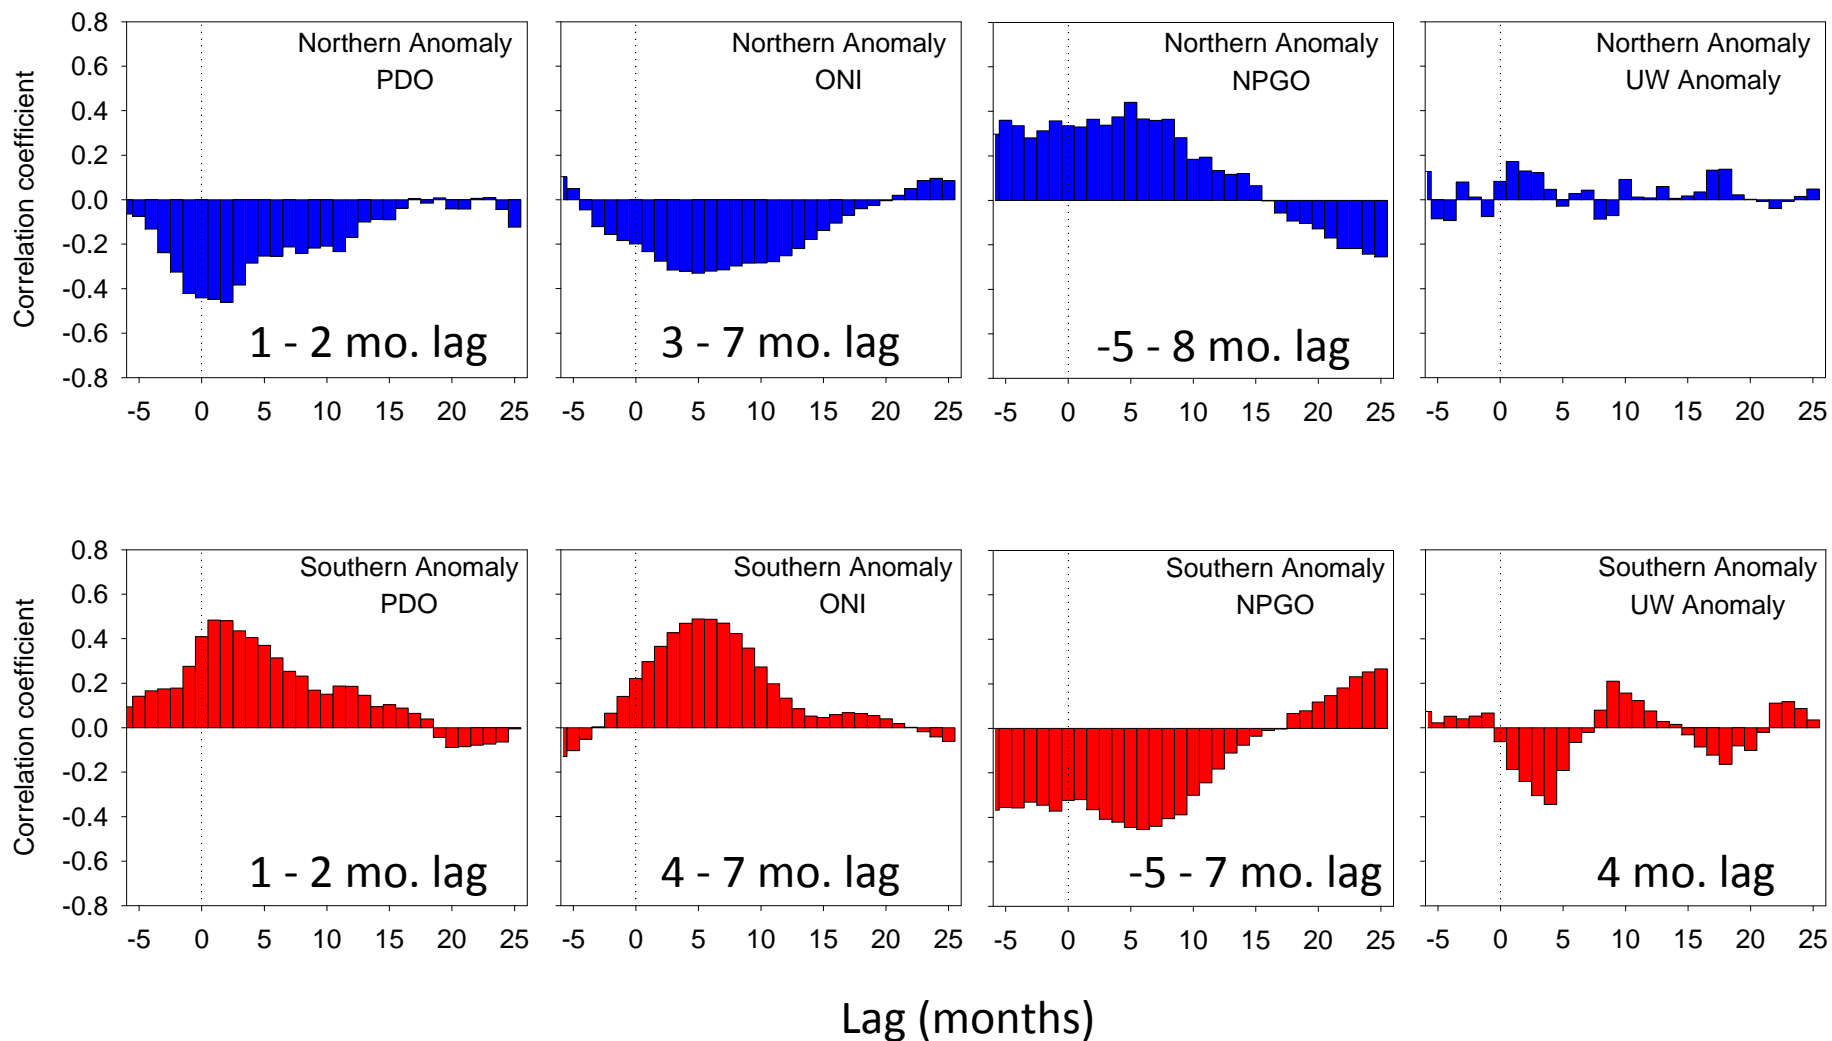 Correlation coefficient
0.8
0.6
0.4
0.2
0.0
-0.2
-0.4
-0.6
-0.8
Northern Anomaly
PDO
1 - 2 mo. lag
-5 0 5 10 15 20 25
Northern Anomaly
ONI
3 - 7 mo. lag
-5 0 5 10 15 20 25
Northern Anomaly
NPGO
-5 - 8 mo. lag
-5 0 5 10 15 20 25
Northern Anomaly
UW Anomaly
-5 0 5 10 15 20 25
Correlation coefficient
0.8
0.6
0.4
0.2
0.0
-0.2
-0.4
-0.6
-0.8
Southern Anomaly
PDO
1 - 2 mo. lag
-5 0 5 10 15 20 25
Southern Anomaly
ONI
4 - 7 mo. lag
-5 0 5 10 15 20 25
Southern Anomaly
NPGO
-5 - 7 mo. lag
-5 0 5 10 15 20 25
Southern Anomaly
UW Anomaly
4 mo. lag
-5 0 5 10 15 20 25
Lag (months)